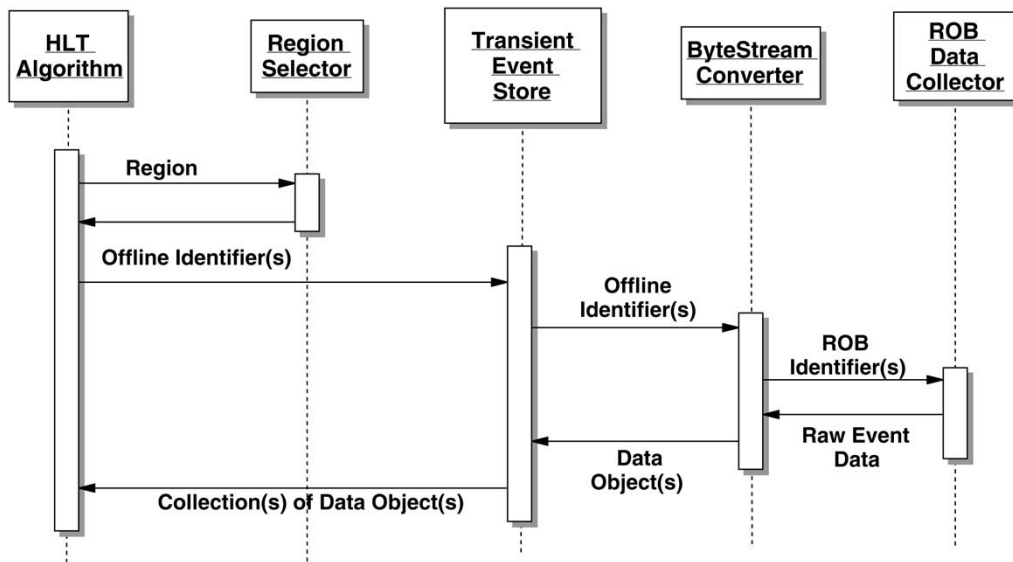 HLT
Algorithm
Region
Selector
Transient
Event
Store
ByteStream
Converter
ROB
Data
Collector
Region
Offline Identifier(s)
Offline
Identifier(s)
ROB
Identifier(s)
Raw Event
Data
Data
Object(s)
Collection(s) of Data Object(s)